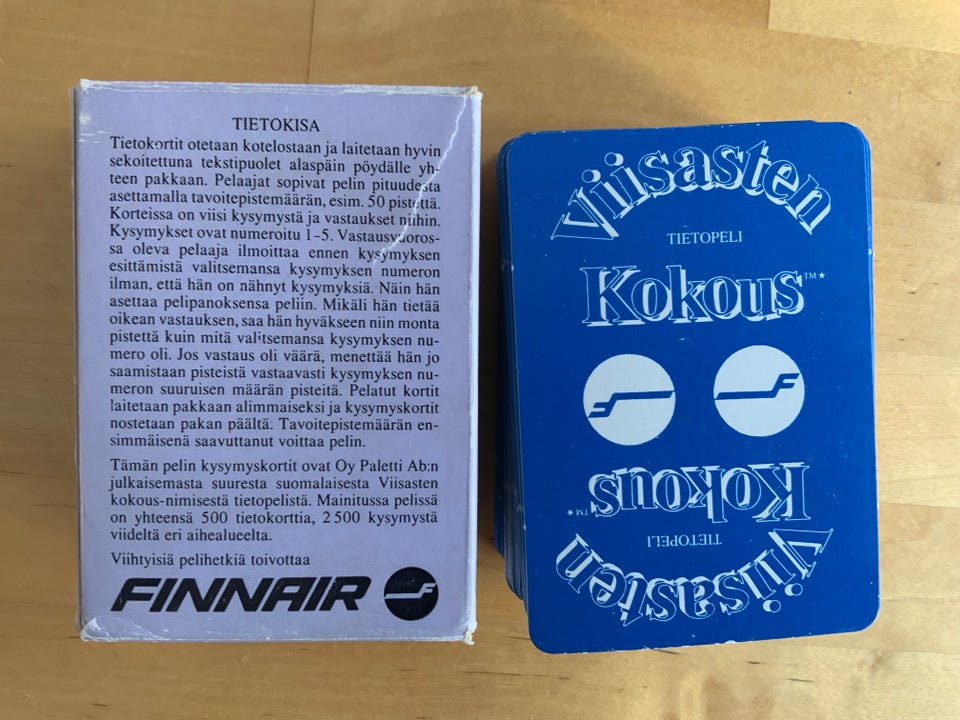 TIETOKISA
Tietokortit otetaan kotelostaan ja laitetaan hyvin
sekoitettuna tekstipuolet alaspäin pöydälle yh-
teen pakkaan. Pelaajat sopivat pelin pituudesta
asettamalla tavoitepistemäärän, esim. 50 pistettä.
Korteissa on viisi kysymystä ja vastaukset niihin.
Kysymykset ovat numeroitu 1-5. Vastausvuoros-
sa oleva pelaaja ilmoittaa ennen kysymyksen
esittämistä valitsemansa kysymyksen numeron
ilman, että hän on nähnyt kysymyksiä. Näin hän
asettaa pelipanoksensa peliin. Mikäli hän tietää
oikean vastauksen, saa hän hyväkseen niin monta
pistettä kuin mitä valitsemansa kysymyksen nu-
mero oli. Jos vastaus oli väärä, menettää hän jo
saamistaan pisteistä vastaavasti kysymyksen nu-
meron suuruisen määrän pisteitä. Pelatut kortit
laitetaan pakkaan alimmaiseksi ja kysymyskortit
nostetaan pakan päältä. Tavoitepistemäärän en-
simmäisenä saavuttanut voittaa pelin.
Tämän pelin kysymyskortit ovat Oy Paletti Ab:n
julkaisemasta suuresta suomalaisesta Viisasten
kokous-nimisestä tietopelistä. Mainitussa pelissä
on yhteensä 500 tietokorttia, 2 500 kysymystä
viideltä eri aihealueelta.
Viihtyisiä pelihetkiä toivottaa
FINNAIR
Viisasten
TIETOPELI
Kokous™*
Kokous™*
TIETOPELI
Viisasten